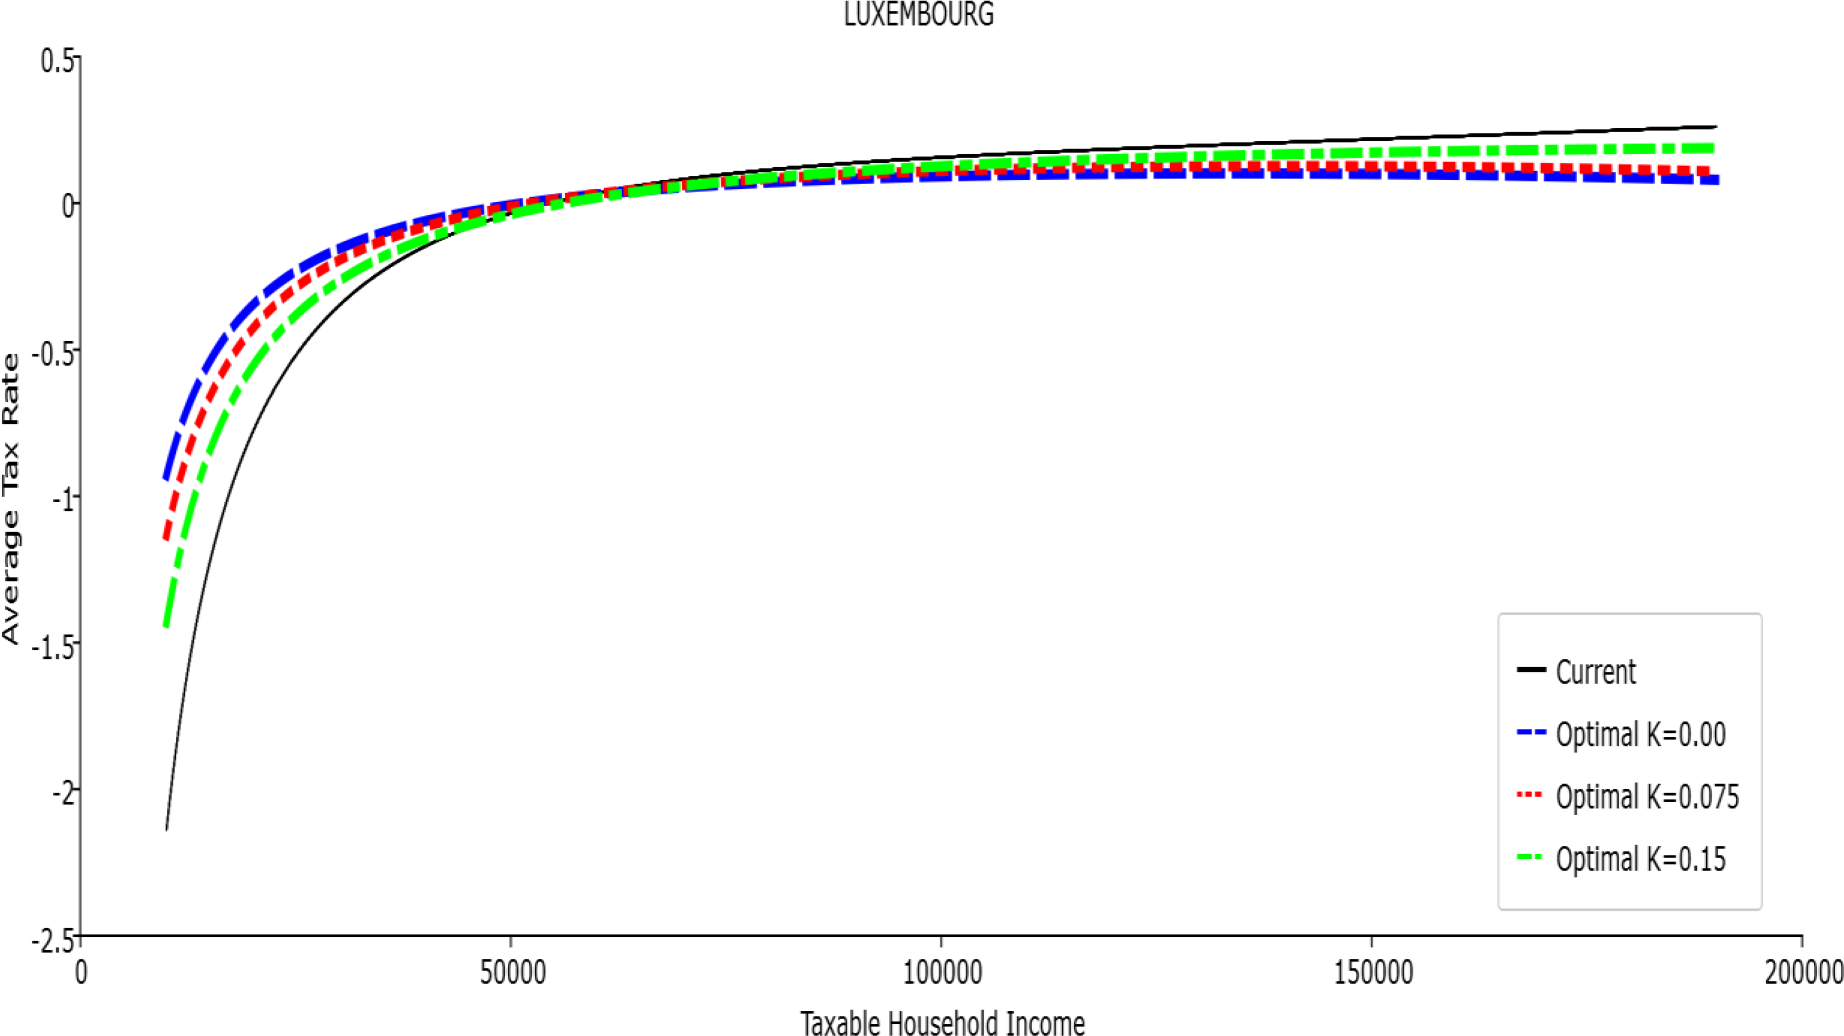 LUXEMBOURG
0.5
0
-0.5
-1
-1.5
-2
-2.5
Average Tax Rate
0
50000
100000
150000
200000
Taxable Household Income
Current
Optimal K=0.00
Optimal K=0.075
Optimal K=0.15